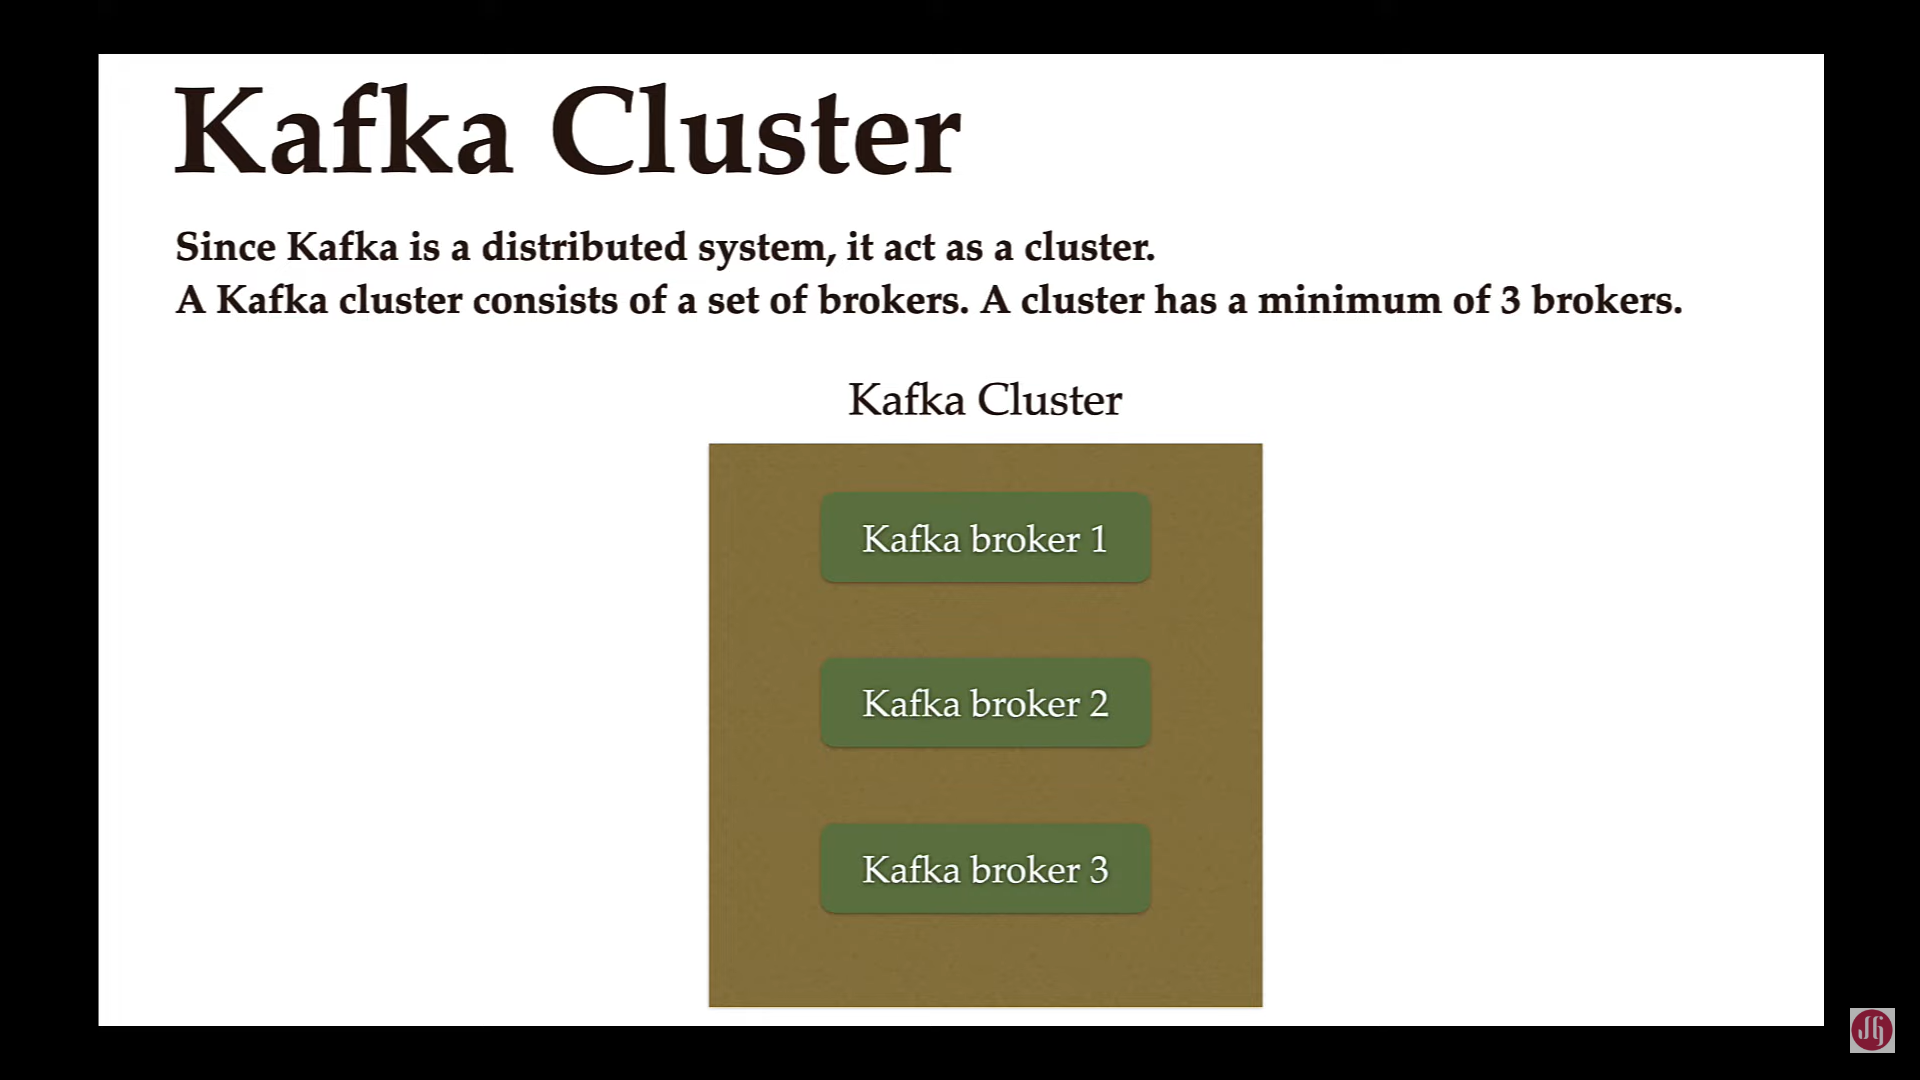 Kafka Cluster
Since Kafka is a distributed system, it act as a cluster.
A Kafka cluster consists of a set of brokers. A cluster has a minimum of 3 brokers.
Kafka Cluster
Kafka broker 1
Kafka broker 2
Kafka broker 3
JG